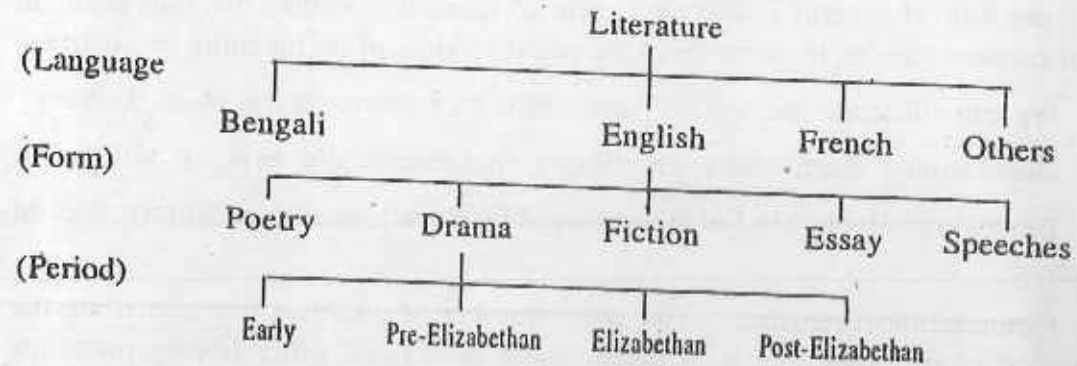 Literature
(Language
Bengali English French Others
(Form)
Poetry Drama Fiction Essay Speeches
(Period)
Early Pre-Elizabethan Elizabethan Post-Elizabethan